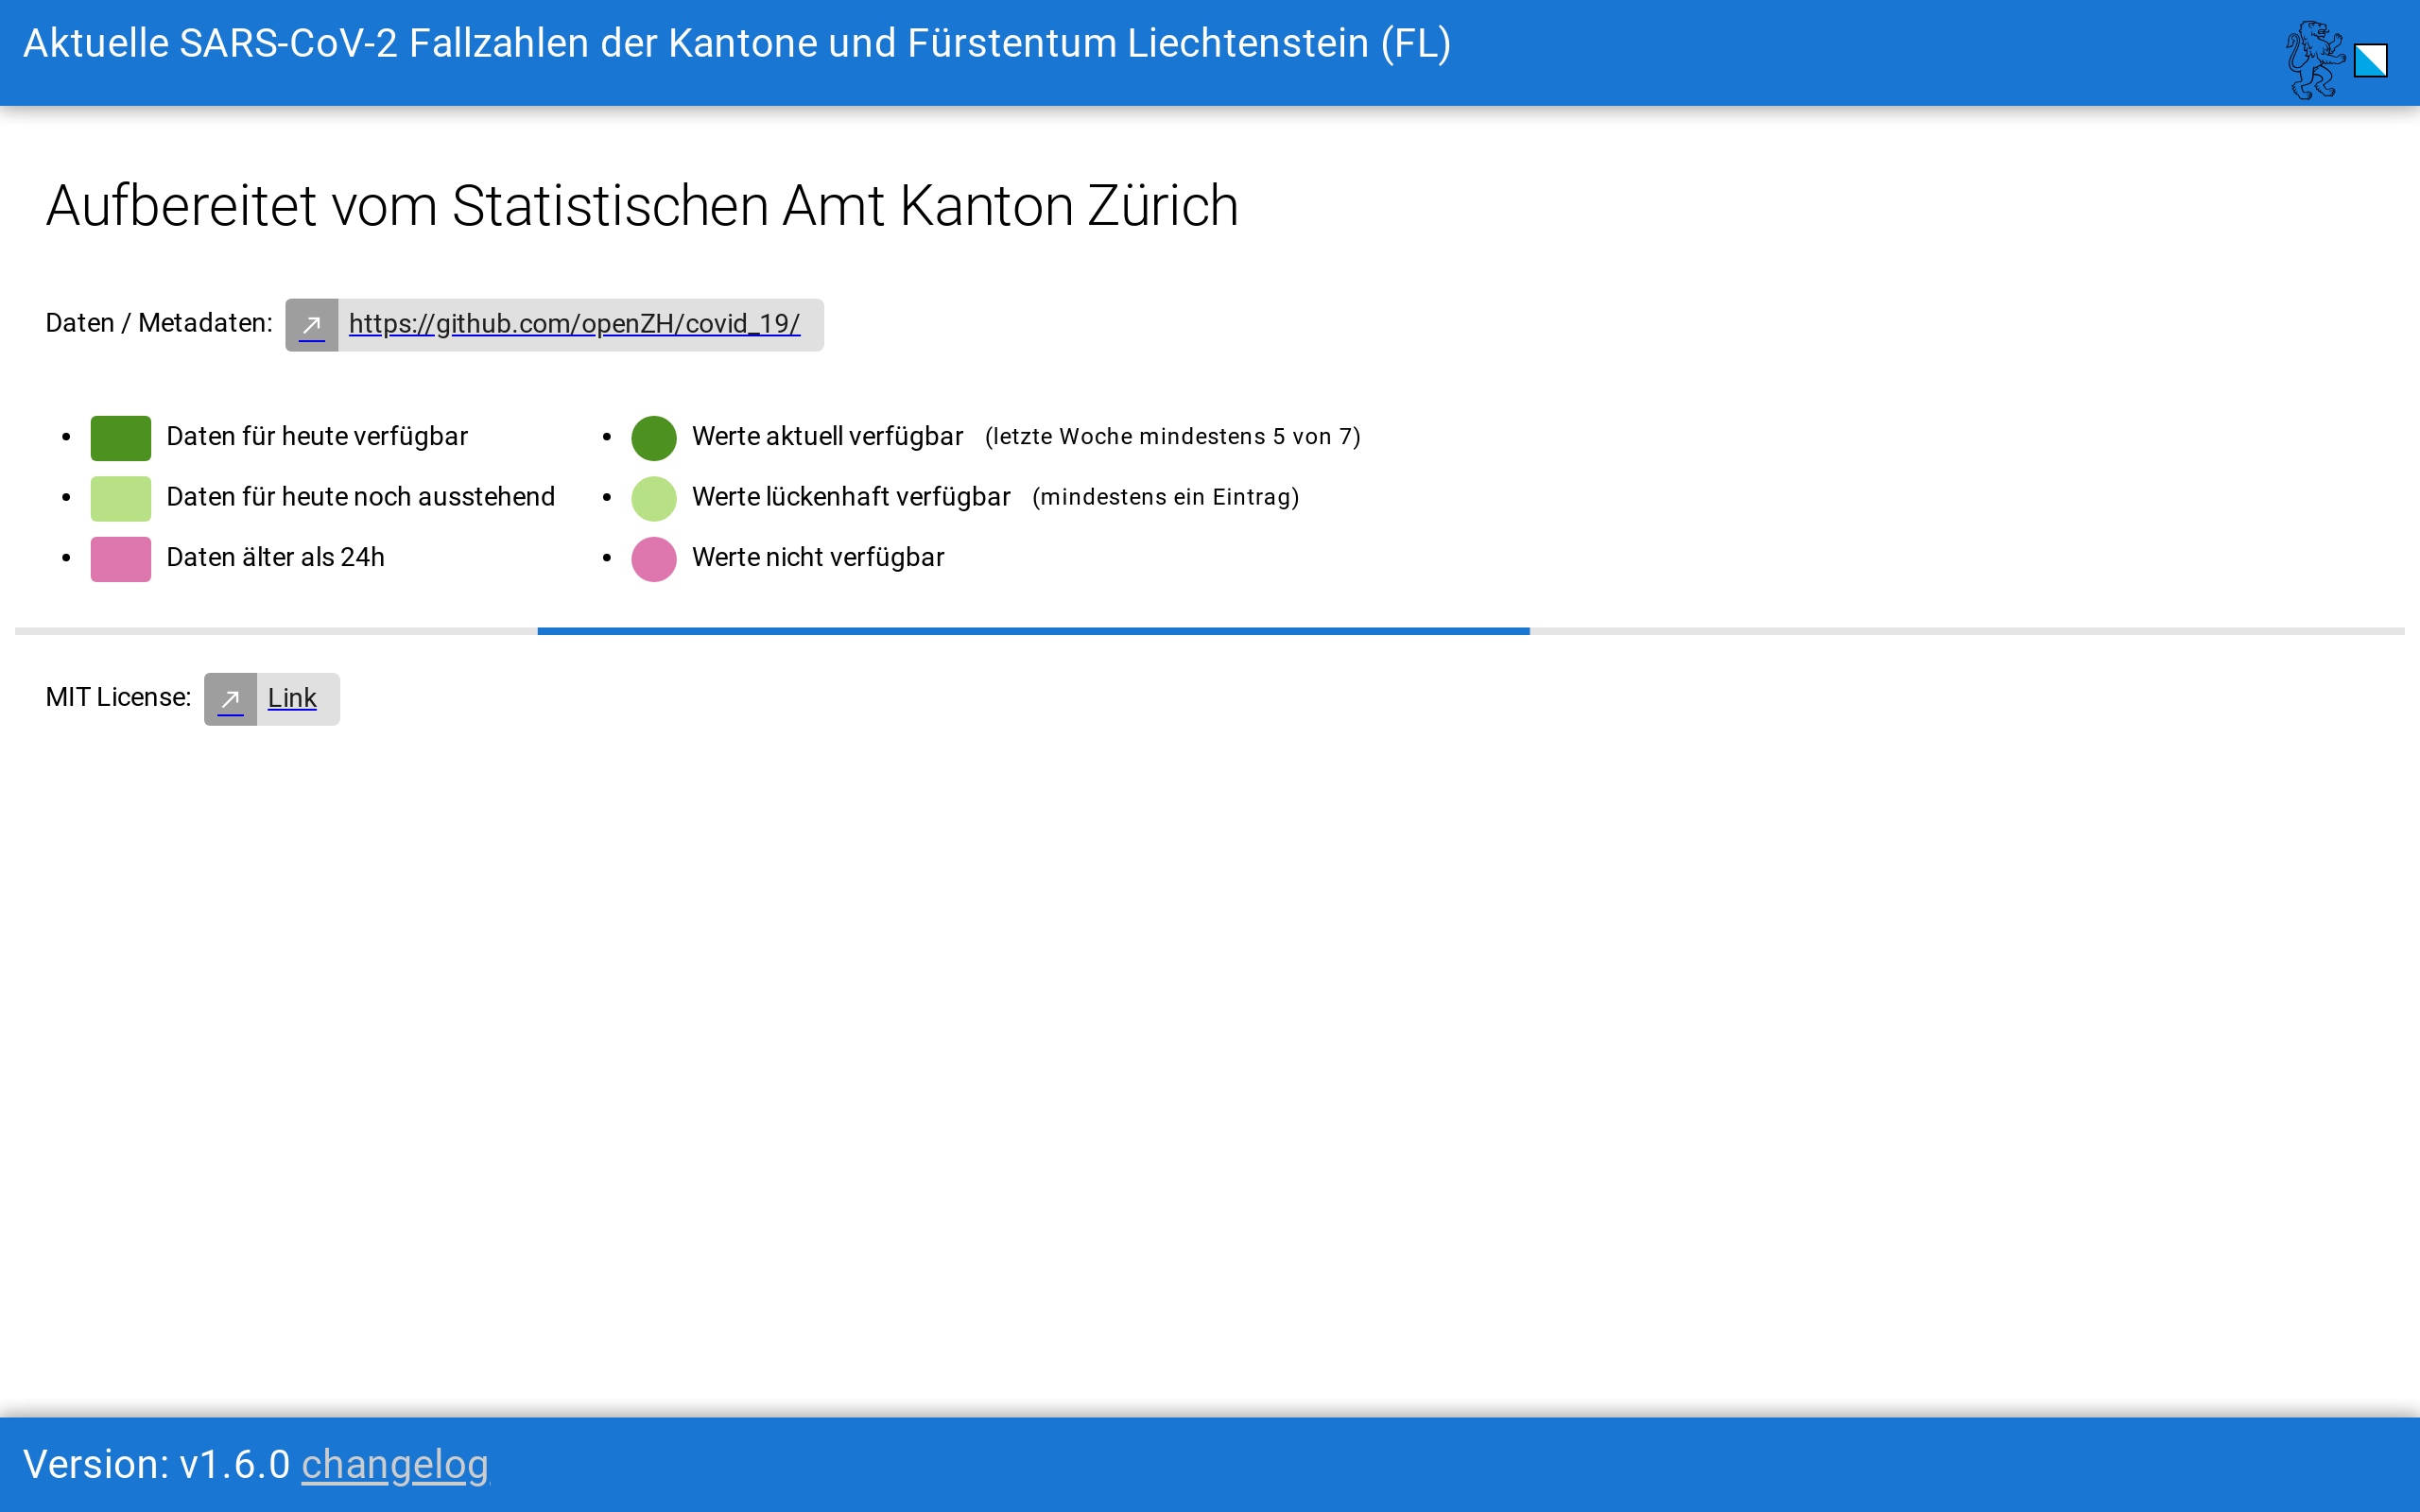 Aktuelle SARS-CoV-2 Fallzahlen der Kantone und Fürstentum Liechtenstein (FL)
Aufbereitet vom Statistischen Amt Kanton Zürich
Daten / Metadaten: https://github.com/openZH/covid_19/
Daten für heute verfügbar
Daten für heute noch ausstehend
Daten älter als 24h
Werte aktuell verfügbar (letzte Woche mindestens 5 von 7)
Werte lückenhaft verfügbar (mindestens ein Eintrag)
Werte nicht verfügbar
MIT License: Link
Version: v1.6.0 changelog